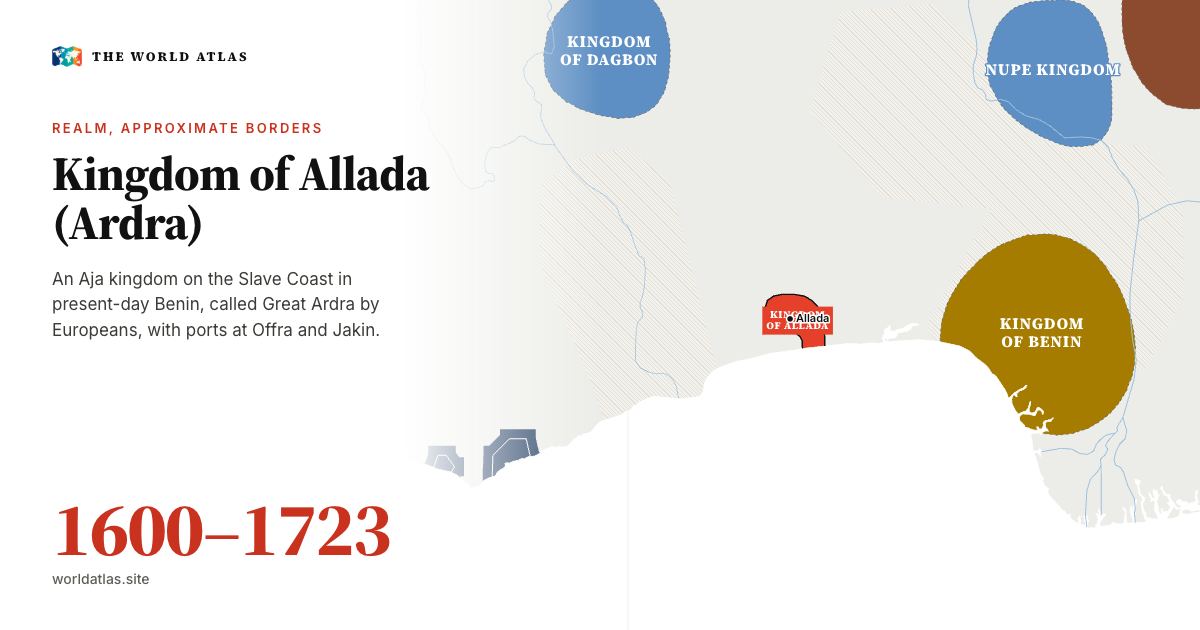 THE WORLD ATLAS
REALM, APPROXIMATE BORDERS
Kingdom of Allada
(Ardra)
An Aja kingdom on the Slave Coast in
present-day Benin, called Great Ardra by
Europeans, with ports at Offra and Jakin.
1600–1723
worldatlas.site
KINGDOM
OF DAGBON
NUPE KINGDOM
KINGDOM
OF ALLADA
Allada
KINGDOM
OF BENIN